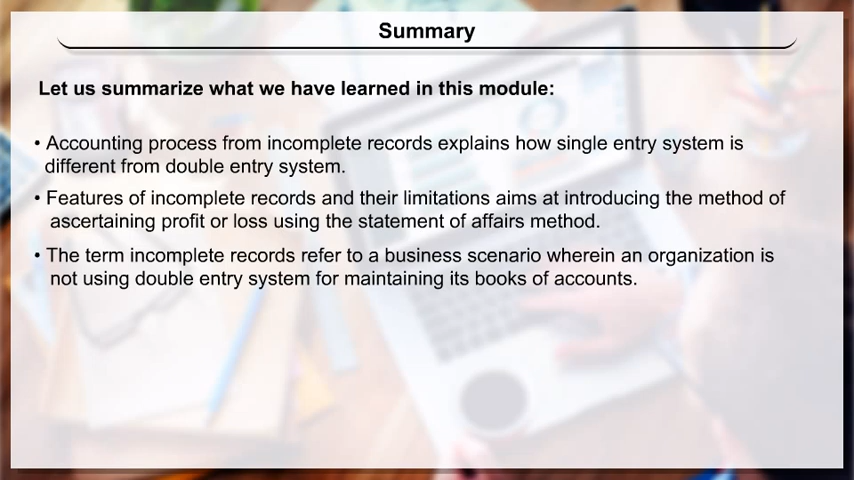 Summary
Let us summarize what we have learned in this module:
• Accounting process from incomplete records explains how single entry system is
different from double entry system.
• Features of incomplete records and their limitations aims at introducing the method of
ascertaining profit or loss using the statement of affairs method.
• The term incomplete records refer to a business scenario wherein an organization is
not using double entry system for maintaining its books of accounts.